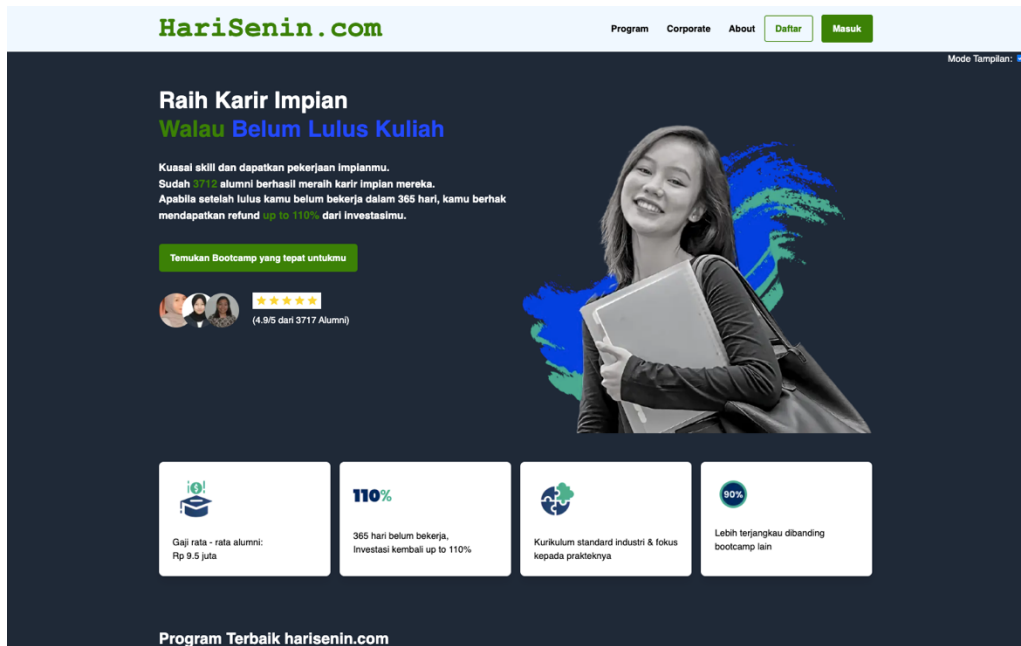 HariSenin.com
Program Corporate About Daftar Masuk
Mode Tampilan:
Raih Karir Impian
Walau Belum Lulus Kuliah
Kuasai skill dan dapatkan pekerjaan impianmu.
Sudah 3712 alumni berhasil meraih karir impian mereka.
Apabila setelah lulus kamu belum bekerja dalam 365 hari, kamu berhak
mendapatkan refund up to 110% dari investasimu.
Temukan Bootcamp yang tepat untukmu
(4.9/5 dari 3717 Alumni)
Gaji rata - rata alumni:
Rp 9.5 juta
110%
365 hari belum bekerja,
Investasi kembali up to 110%
Kurikulum standard industri & fokus
kepada prakteknya
90%
Lebih terjangkau dibanding
bootcamp lain
Program Terbaik harisenin.com